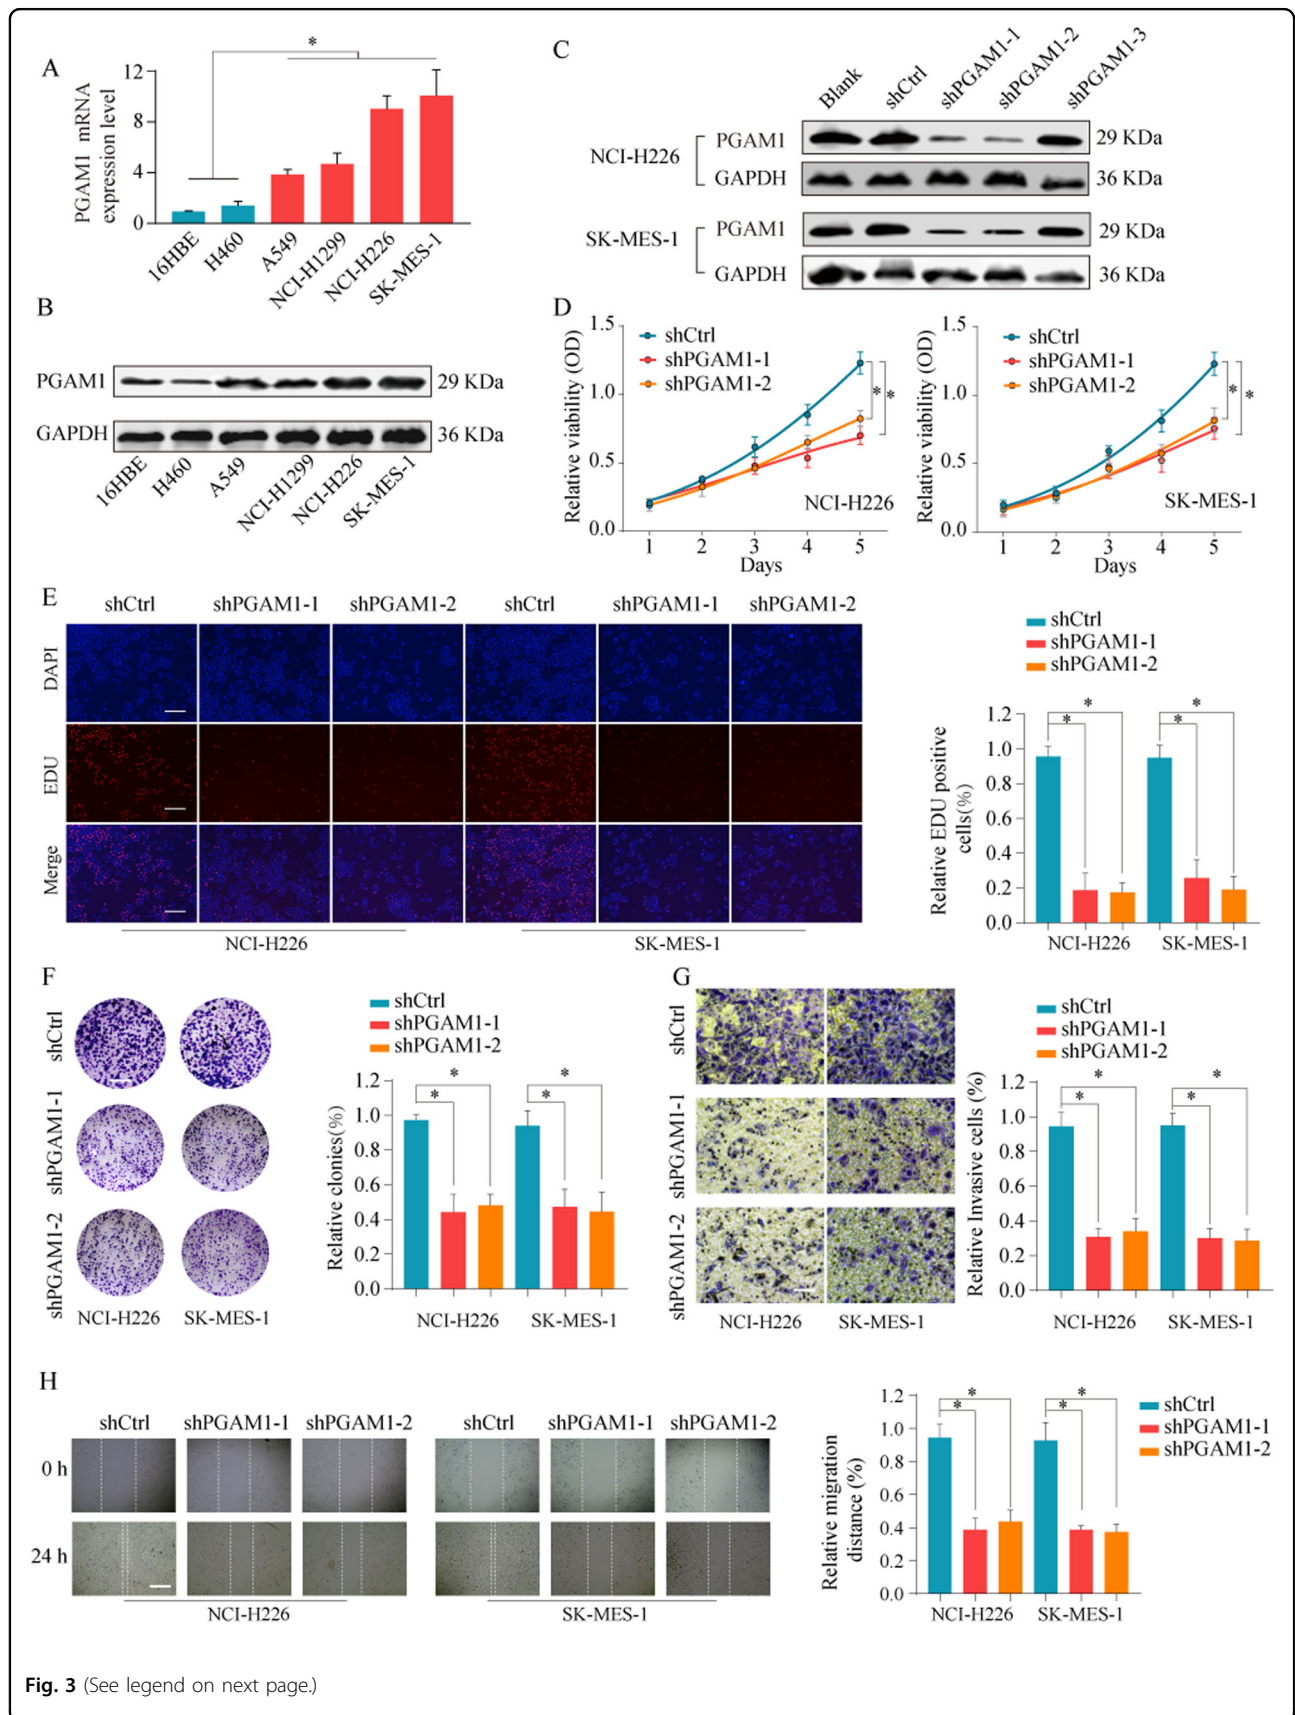 A
PGAM1 mRNA
expression level
12
8
4
0
*
16HBE
H460
A549
NCI-H1299
NCI-H226
SK-MES-1
B
PGAM1
29 KDa
GAPDH
36 KDa
16HBE
H460
A549
NCI-H1299
NCI-H226
SK-MES-1
C
Blank
shCtrl
shPGAM1-1
shPGAM1-2
shPGAM1-3
NCI-H226
PGAM1
29 KDa
GAPDH
36 KDa
SK-MES-1
PGAM1
29 KDa
GAPDH
36 KDa
D
Relative viability (OD)
1.5
1.0
0.5
0.0
shCtrl
shPGAM1-1
shPGAM1-2
* *
NCI-H226
1 2 3 4 5
Days
Relative viability (OD)
1.5
1.0
0.5
0.0
shCtrl
shPGAM1-1
shPGAM1-2
* *
SK-MES-1
1 2 3 4 5
Days
E
shCtrl shPGAM1-1 shPGAM1-2 shCtrl shPGAM1-1 shPGAM1-2
DAPI
EDU
Merge
NCI-H226 SK-MES-1
shCtrl
shPGAM1-1
shPGAM1-2
Relative EDU positive
cells(%)
1.2
1.0
0.8
0.6
0.4
0.2
0.0
* * * *
NCI-H226 SK-MES-1
F
shCtrl
shPGAM1-1
shPGAM1-2
NCI-H226 SK-MES-1
shCtrl
shPGAM1-1
shPGAM1-2
Relative clonies(%)
1.2
1.0
0.8
0.6
0.4
0.2
0.0
* * * *
NCI-H226 SK-MES-1
G
shCtrl
shPGAM1-1
shPGAM1-2
NCI-H226 SK-MES-1
shCtrl
shPGAM1-1
shPGAM1-2
Relative Invasive cells (%)
1.2
1.0
0.8
0.6
0.4
0.2
0.0
* * * *
NCI-H226 SK-MES-1
H
shCtrl shPGAM1-1 shPGAM1-2 shCtrl shPGAM1-1 shPGAM1-2
0 h
24 h
NCI-H226 SK-MES-1
Relative migration
distance (%)
1.2
1.0
0.8
0.6
0.4
0.2
0.0
* * * *
NCI-H226 SK-MES-1
shCtrl
shPGAM1-1
shPGAM1-2
Fig. 3 (See legend on next page.)